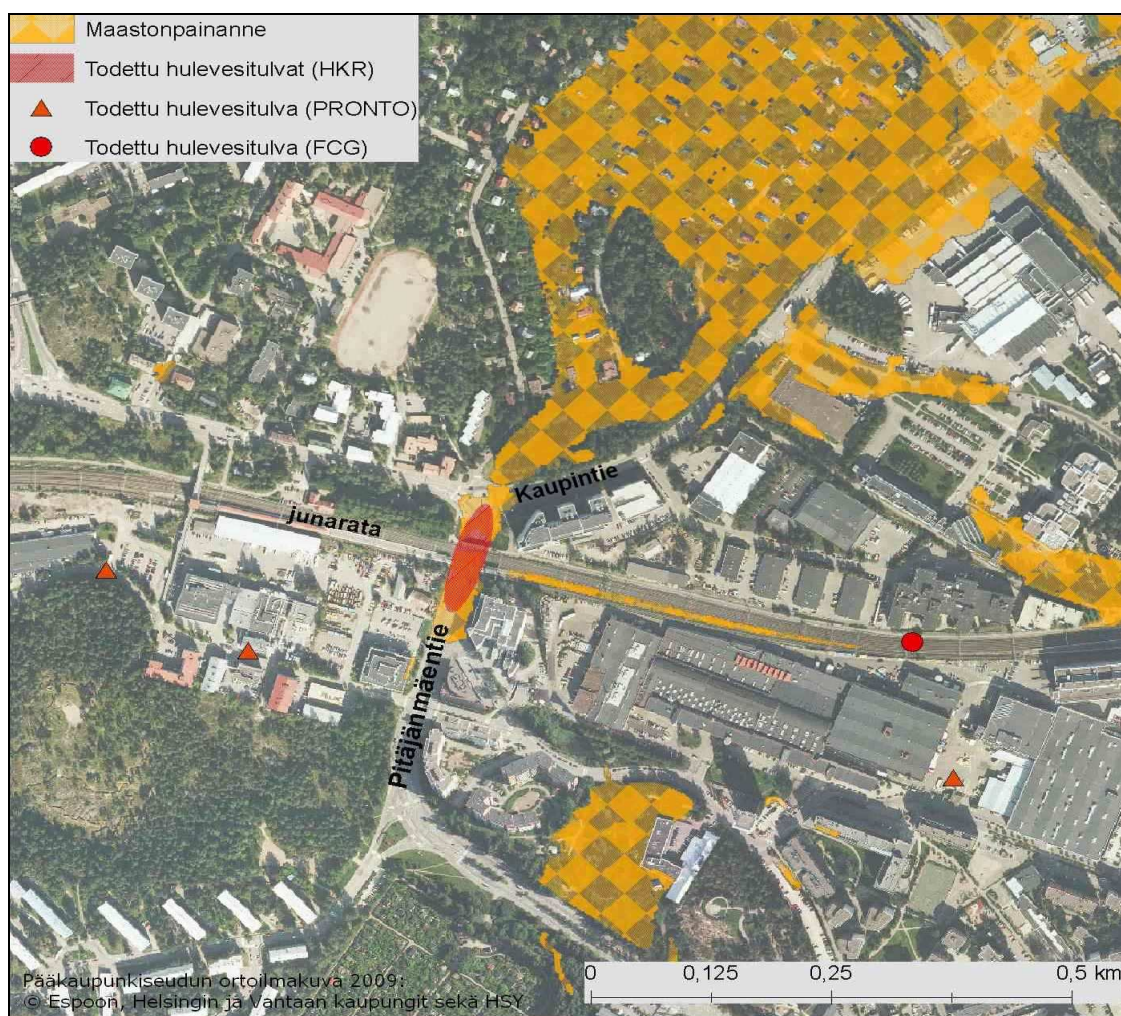 Maastonpainanne
Todettu hulevesitulvat (HKR)
Todettu hulevesitulva (PRONTO)
Todettu hulevesitulva (FCG)
Kaupintie
junarata
Pitäjänmäentie
Pääkaupunkiseudun ortoilmakuva 2009:
© Espoon, Helsingin ja Vantaan kaupungit sekä HSY
0 0,125 0,25 0,5 km